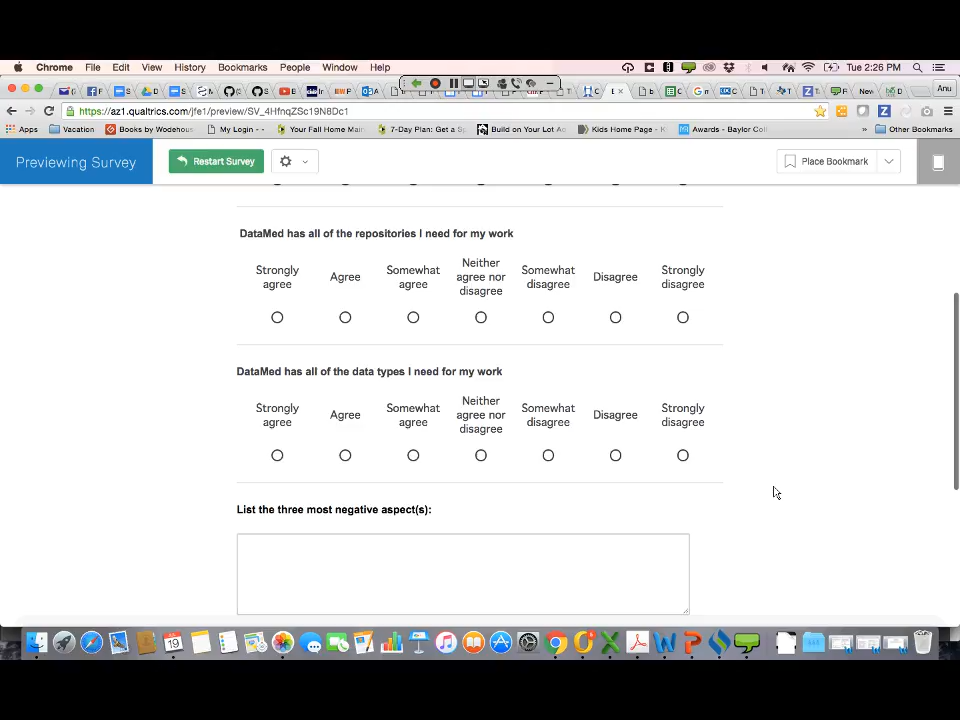 Chrome File Edit View History Bookmarks People Window Help Tue 2:26 PM
Anu
https://az1.qualtrics.com/jfe1/preview/SV_4HfnqZSc19N8Dc1
Apps Vacation Books by Wodehous My Login - - Your Fall Home Main 7-Day Plan: Get a Sp Build on Your Lot Kids Home Page - K Awards - Baylor Col » Other Bookmarks
Previewing Survey Restart Survey Place Bookmark
DataMed has all of the repositories I need for my work
Strongly agree Agree Somewhat agree Neither agree nor disagree Somewhat disagree Disagree Strongly disagree
DataMed has all of the data types I need for my work
Strongly agree Agree Somewhat agree Neither agree nor disagree Somewhat disagree Disagree Strongly disagree
List the three most negative aspect(s):